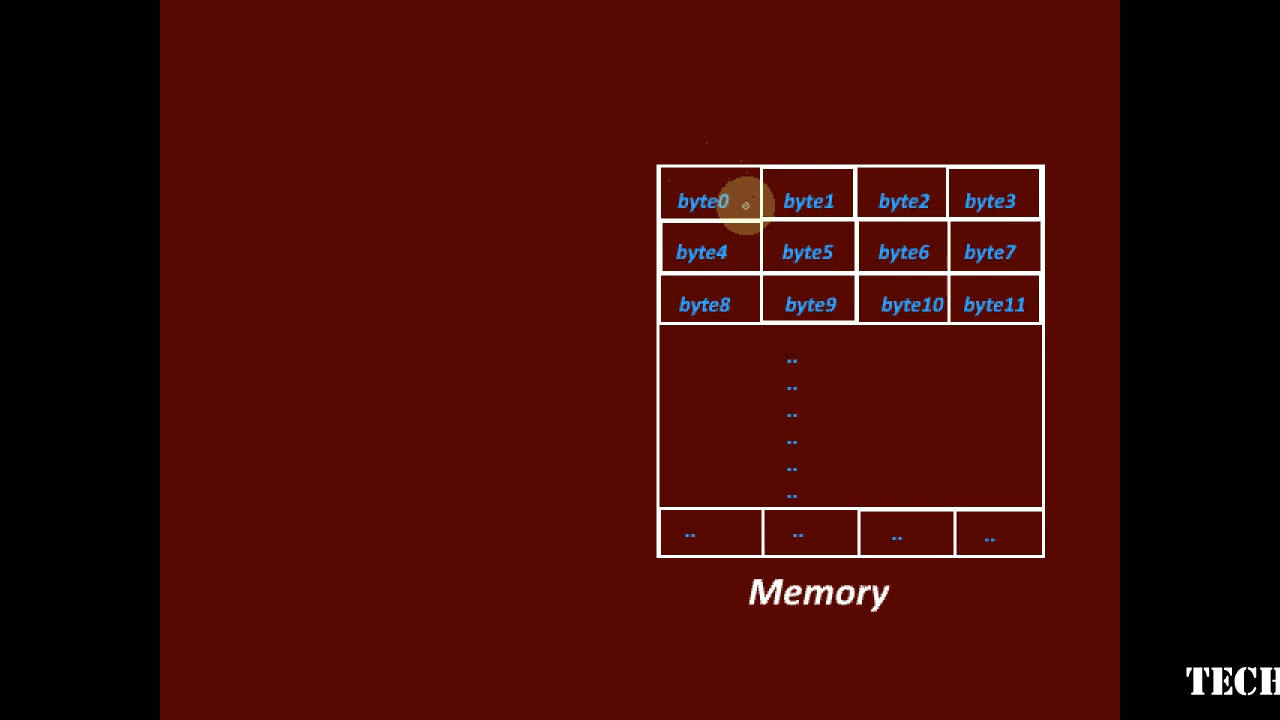 byte0 byte1 byte2 byte3
byte4 byte5 byte6 byte7
byte8 byte9 byte10 byte11
..
..
..
..
..
..
.. .. .. ..
Memory
TECH